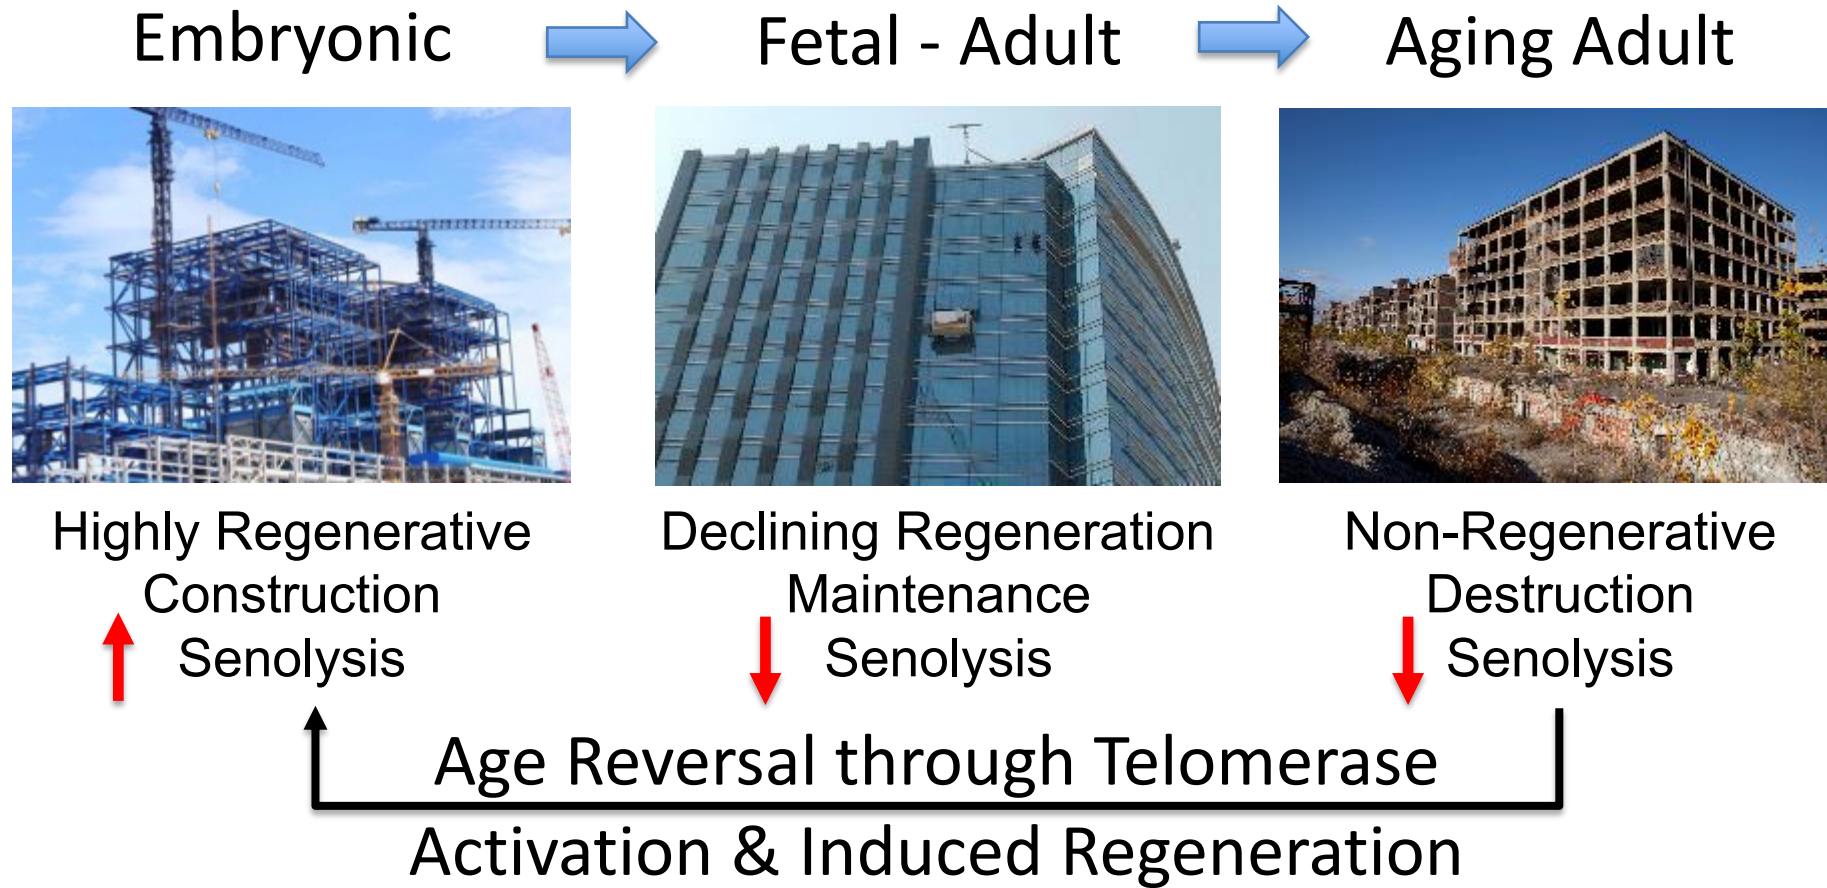 Embryonic
Fetal - Adult
Aging Adult
Highly Regenerative
Construction
Senolysis
Declining Regeneration
Maintenance
Senolysis
Non-Regenerative
Destruction
Senolysis
Age Reversal through Telomerase
Activation & Induced Regeneration